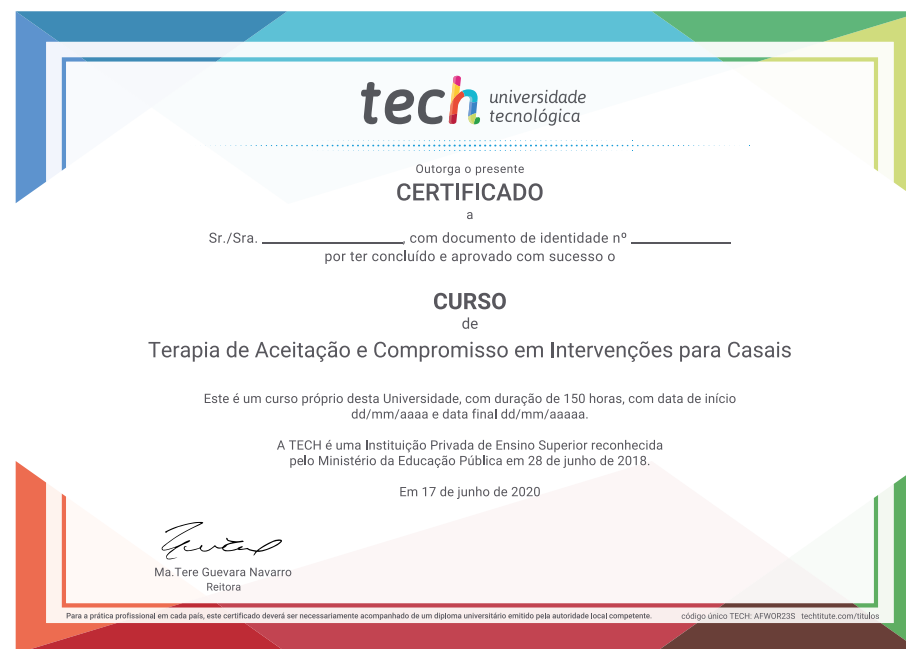 tech universidade
tecnológica
Outorga o presente
CERTIFICADO
a
Sr./Sra. ____________________, com documento de identidade nº ______________
por ter concluído e aprovado com sucesso o
CURSO
de
Terapia de Aceitação e Compromisso em Intervenções para Casais
Este é um curso próprio desta Universidade, com duração de 150 horas, com data de início
dd/mm/aaaa e data final dd/mm/aaaaa.
A TECH é uma Instituição Privada de Ensino Superior reconhecida
pelo Ministério da Educação Pública em 28 de junho de 2018.
Em 17 de junho de 2020
Ma.Tere Guevara Navarro
Reitora
Para a prática profissional em cada país, este certificado deverá ser necessariamente acompanhado de um diploma universitário emitido pela autoridade local competente. código único TECH: AFWOR23S techtitute.com/titulos